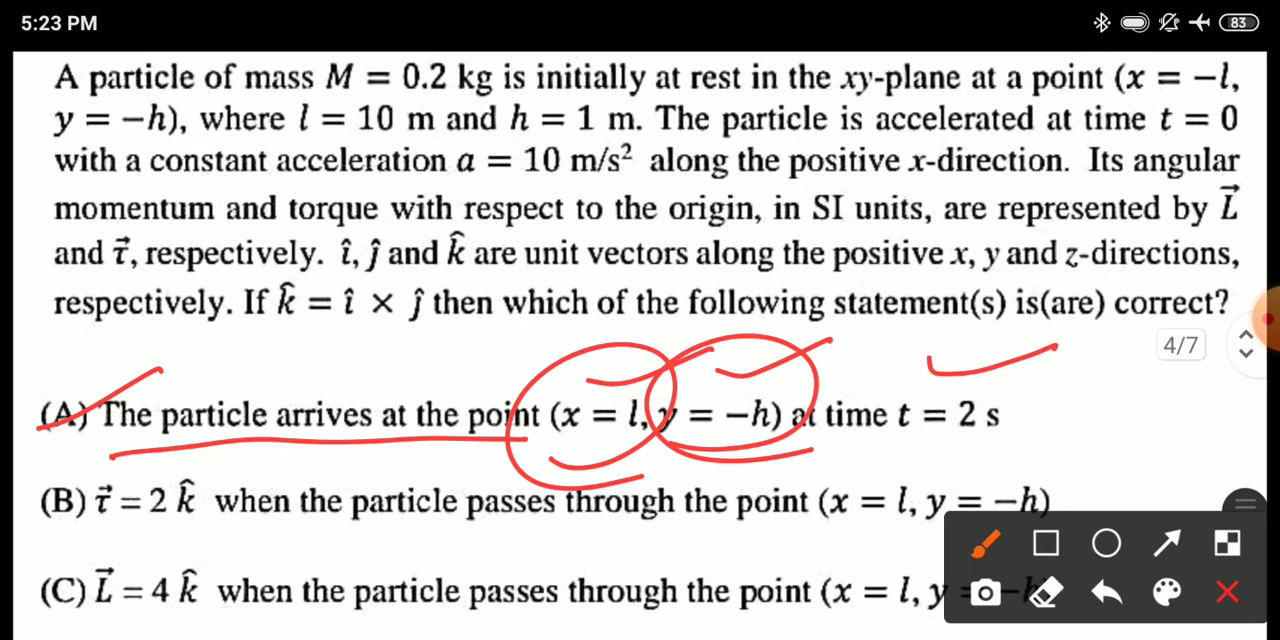 5:23 PM
83
A particle of mass M = 0.2 kg is initially at rest in the xy-plane at a point (x = −l,
y = −h), where l = 10 m and h = 1 m. The particle is accelerated at time t = 0
with a constant acceleration a = 10 m/s² along the positive x-direction. Its angular
momentum and torque with respect to the origin, in SI units, are represented by L⃗
and τ⃗, respectively. î, ĵ and k̂ are unit vectors along the positive x, y and z-directions,
respectively. If k̂ = î × ĵ then which of the following statement(s) is(are) correct?
4/7
(A) The particle arrives at the point (x = l, y = −h) at time t = 2 s
(B) τ⃗ = 2 k̂ when the particle passes through the point (x = l, y = −h)
(C) L⃗ = 4 k̂ when the particle passes through the point (x = l, y = −h